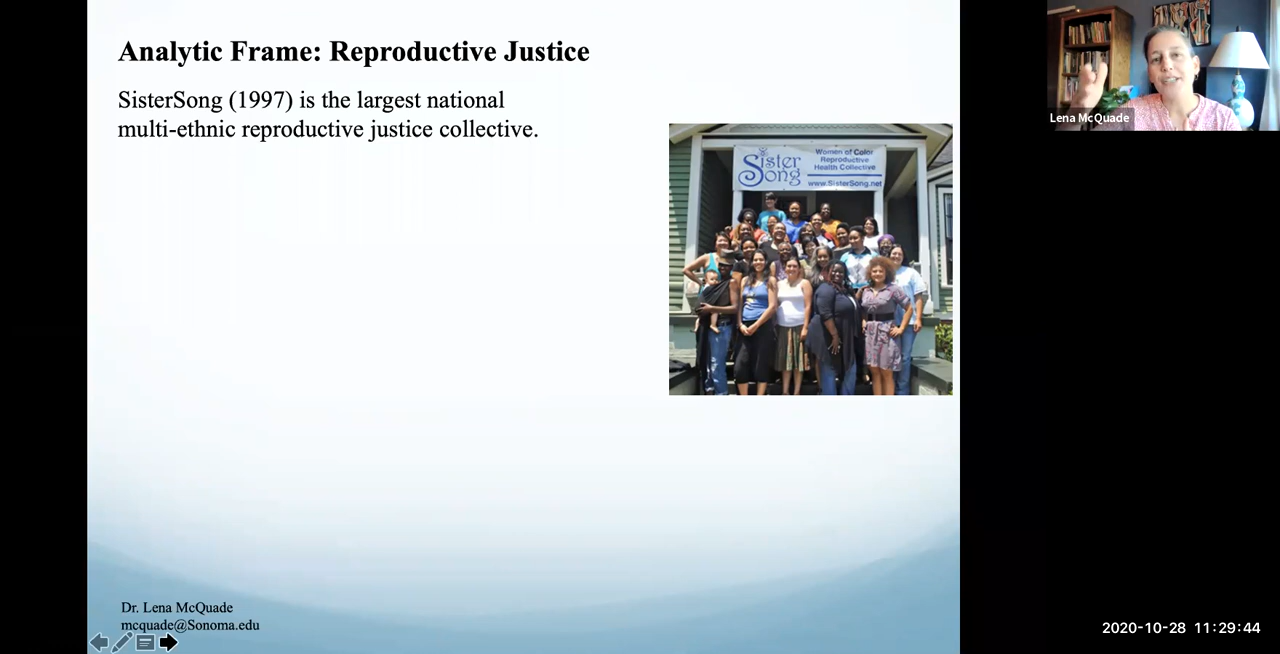 Analytic Frame: Reproductive Justice
SisterSong (1997) is the largest national
multi-ethnic reproductive justice collective.
Sister
Song
Women of Color
Reproductive
Health Collective
www.SisterSong.net
Dr. Lena McQuade
mcquade@Sonoma.edu
Lena McQuade
2020-10-28 11:29:44